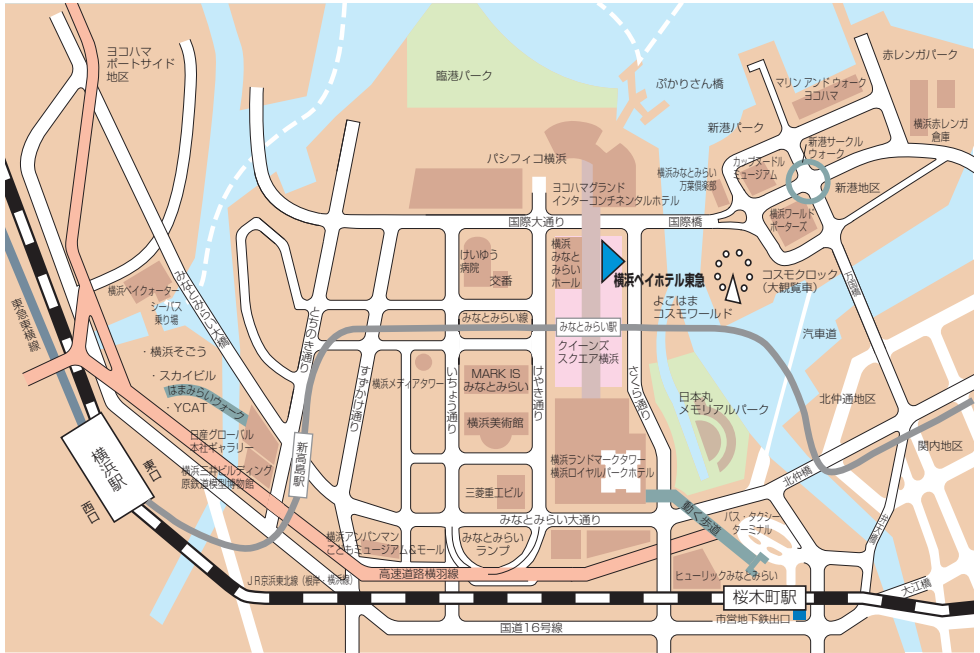 ヨコハマ
ポートサイド
地区
臨港パーク
ぷかりさん橋
赤レンガパーク
マリン アンド ウォーク
ヨコハマ
横浜赤レンガ
倉庫
新港パーク
新港サークル
ウォーク
カップヌードル
ミュージアム
パシフィコ横浜
横浜みなとみらい
万葉倶楽部
新港地区
ヨコハマグランド
インターコンチネンタルホテル
横浜ワールド
ポーターズ
国際大通り
国際橋
けいゆう
病院
交番
横浜
みなと
みらい
ホール
横浜ベイホテル東急
コスモクロック
(大観覧車)
よこはま
コスモワールド
万国橋
汽車道
横浜ベイクォーター
シーバス
乗り場
みなとみらい大橋
東急東横線
とちのき通り
みなとみらい線
みなとみらい駅
クイーンズ
スクエア横浜
・横浜そごう
・スカイビル
はまみらいウォーク
・YCAT
すずかけ通り
横浜メディアタワー
いちょう通り
MARK IS
みなとみらい
けやき通り
さくら通り
日本丸
メモリアルパーク
北仲通地区
横浜美術館
関内地区
日産グローバル
本社ギャラリー
横浜三井ビルディング
原鉄道模型博物館
新高島駅
横浜駅
東口
西口
横浜ランドマークタワー
横浜ロイヤルパークホテル
北仲橋
三菱重工ビル
みなとみらい大通り
動く歩道
バス・タクシー
ターミナル
弁天橋
横浜アンパンマン
こどもミュージアム&モール
みなとみらい
ランプ
高速道路横羽線
ヒューリックみなとみらい
JR京浜東北線(根岸・横浜線)
桜木町駅
大江橋
市営地下鉄出口
国道16号線